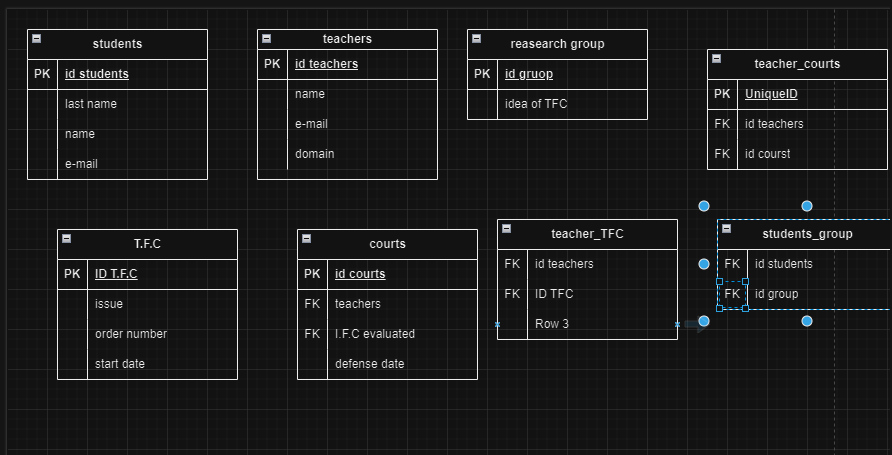 students
PK id students
last name
name
e-mail
teachers
PK id teachers
name
e-mail
domain
reasearch group
PK id gruop
idea of TFC
teacher_courts
PK UniqueID
FK id teachers
FK id courst
T.F.C
PK ID T.F.C
issue
order number
start date
courts
PK id courts
FK teachers
FK I.F.C evaluated
defense date
teacher_TFC
FK id teachers
FK ID TFC
Row 3
students_group
FK id students
FK id group